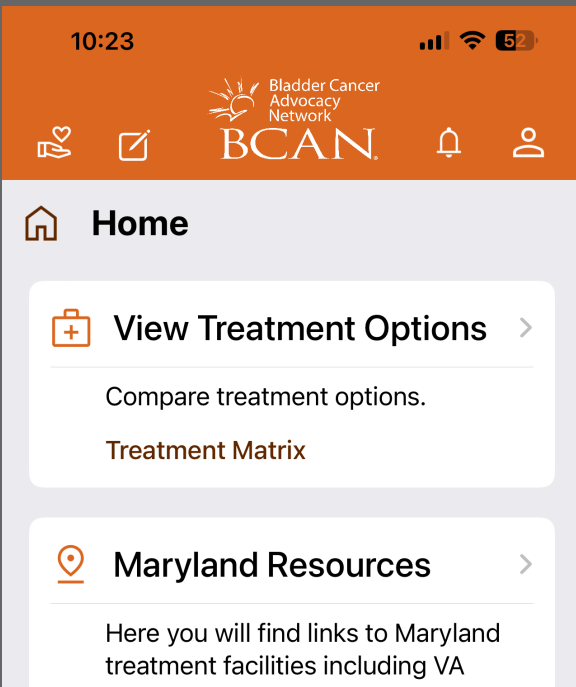 10:23
52
Bladder Cancer
Advocacy
Network
BCAN.
Home
View Treatment Options
Compare treatment options.
Treatment Matrix
Maryland Resources
Here you will find links to Maryland
treatment facilities including VA